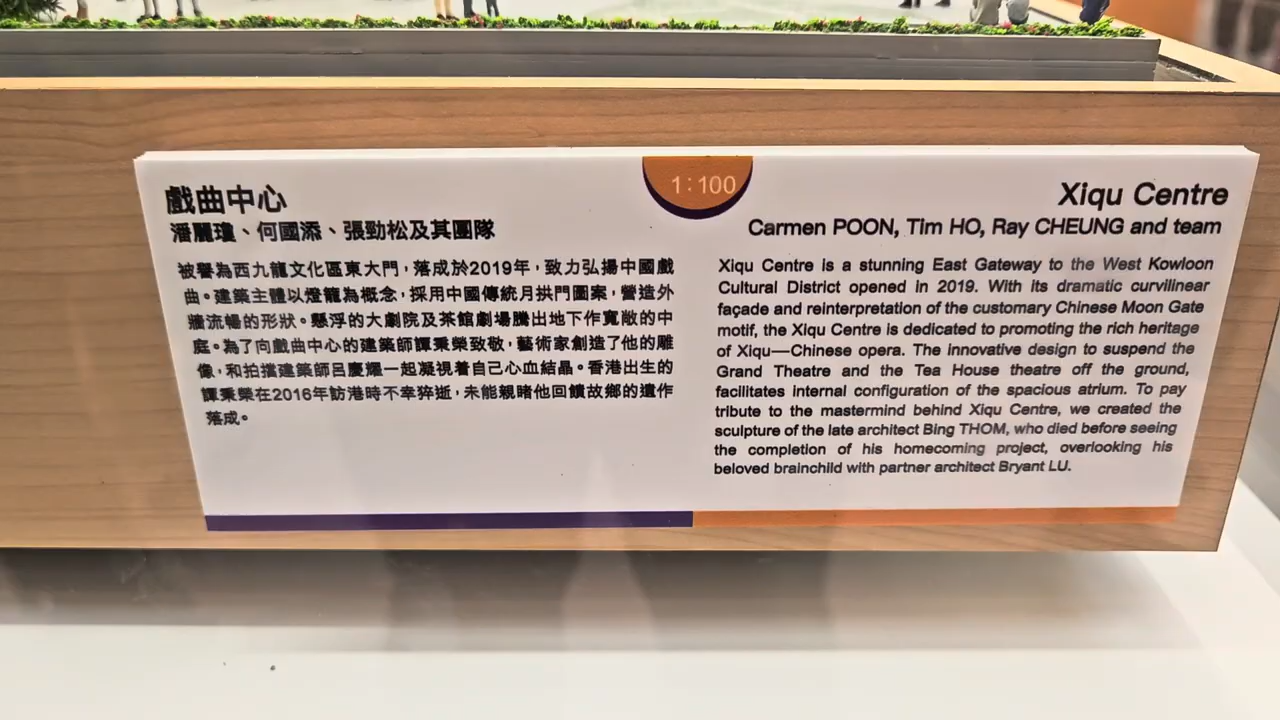 1:100
戲曲中心
潘麗瓊、何國添、張勁松及其團隊
被譽為西九龍文化區東大門，落成於2019年，致力弘揚中國戲
曲。建築主體以燈籠為概念，採用中國傳統月拱門圖案，營造外
牆流暢的形狀。懸浮的大劇院及茶館劇場騰出地下作寬敞的中
庭。為了向戲曲中心的建築師譚秉榮致敬，藝術家創造了他的雕
像，和拍擋建築師呂慶耀一起凝視着自己心血結晶。香港出生的
譚秉榮在2016年訪港時不幸猝逝，未能親睹他回饋故鄉的遺作
落成。
Xiqu Centre
Carmen POON, Tim HO, Ray CHEUNG and team
Xiqu Centre is a stunning East Gateway to the West Kowloon
Cultural District opened in 2019. With its dramatic curvilinear
façade and reinterpretation of the customary Chinese Moon Gate
motif, the Xiqu Centre is dedicated to promoting the rich heritage
of Xiqu—Chinese opera. The innovative design to suspend the
Grand Theatre and the Tea House theatre off the ground,
facilitates internal configuration of the spacious atrium. To pay
tribute to the mastermind behind Xiqu Centre, we created the
sculpture of the late architect Bing THOM, who died before seeing
the completion of his homecoming project, overlooking his
beloved brainchild with partner architect Bryant LU.